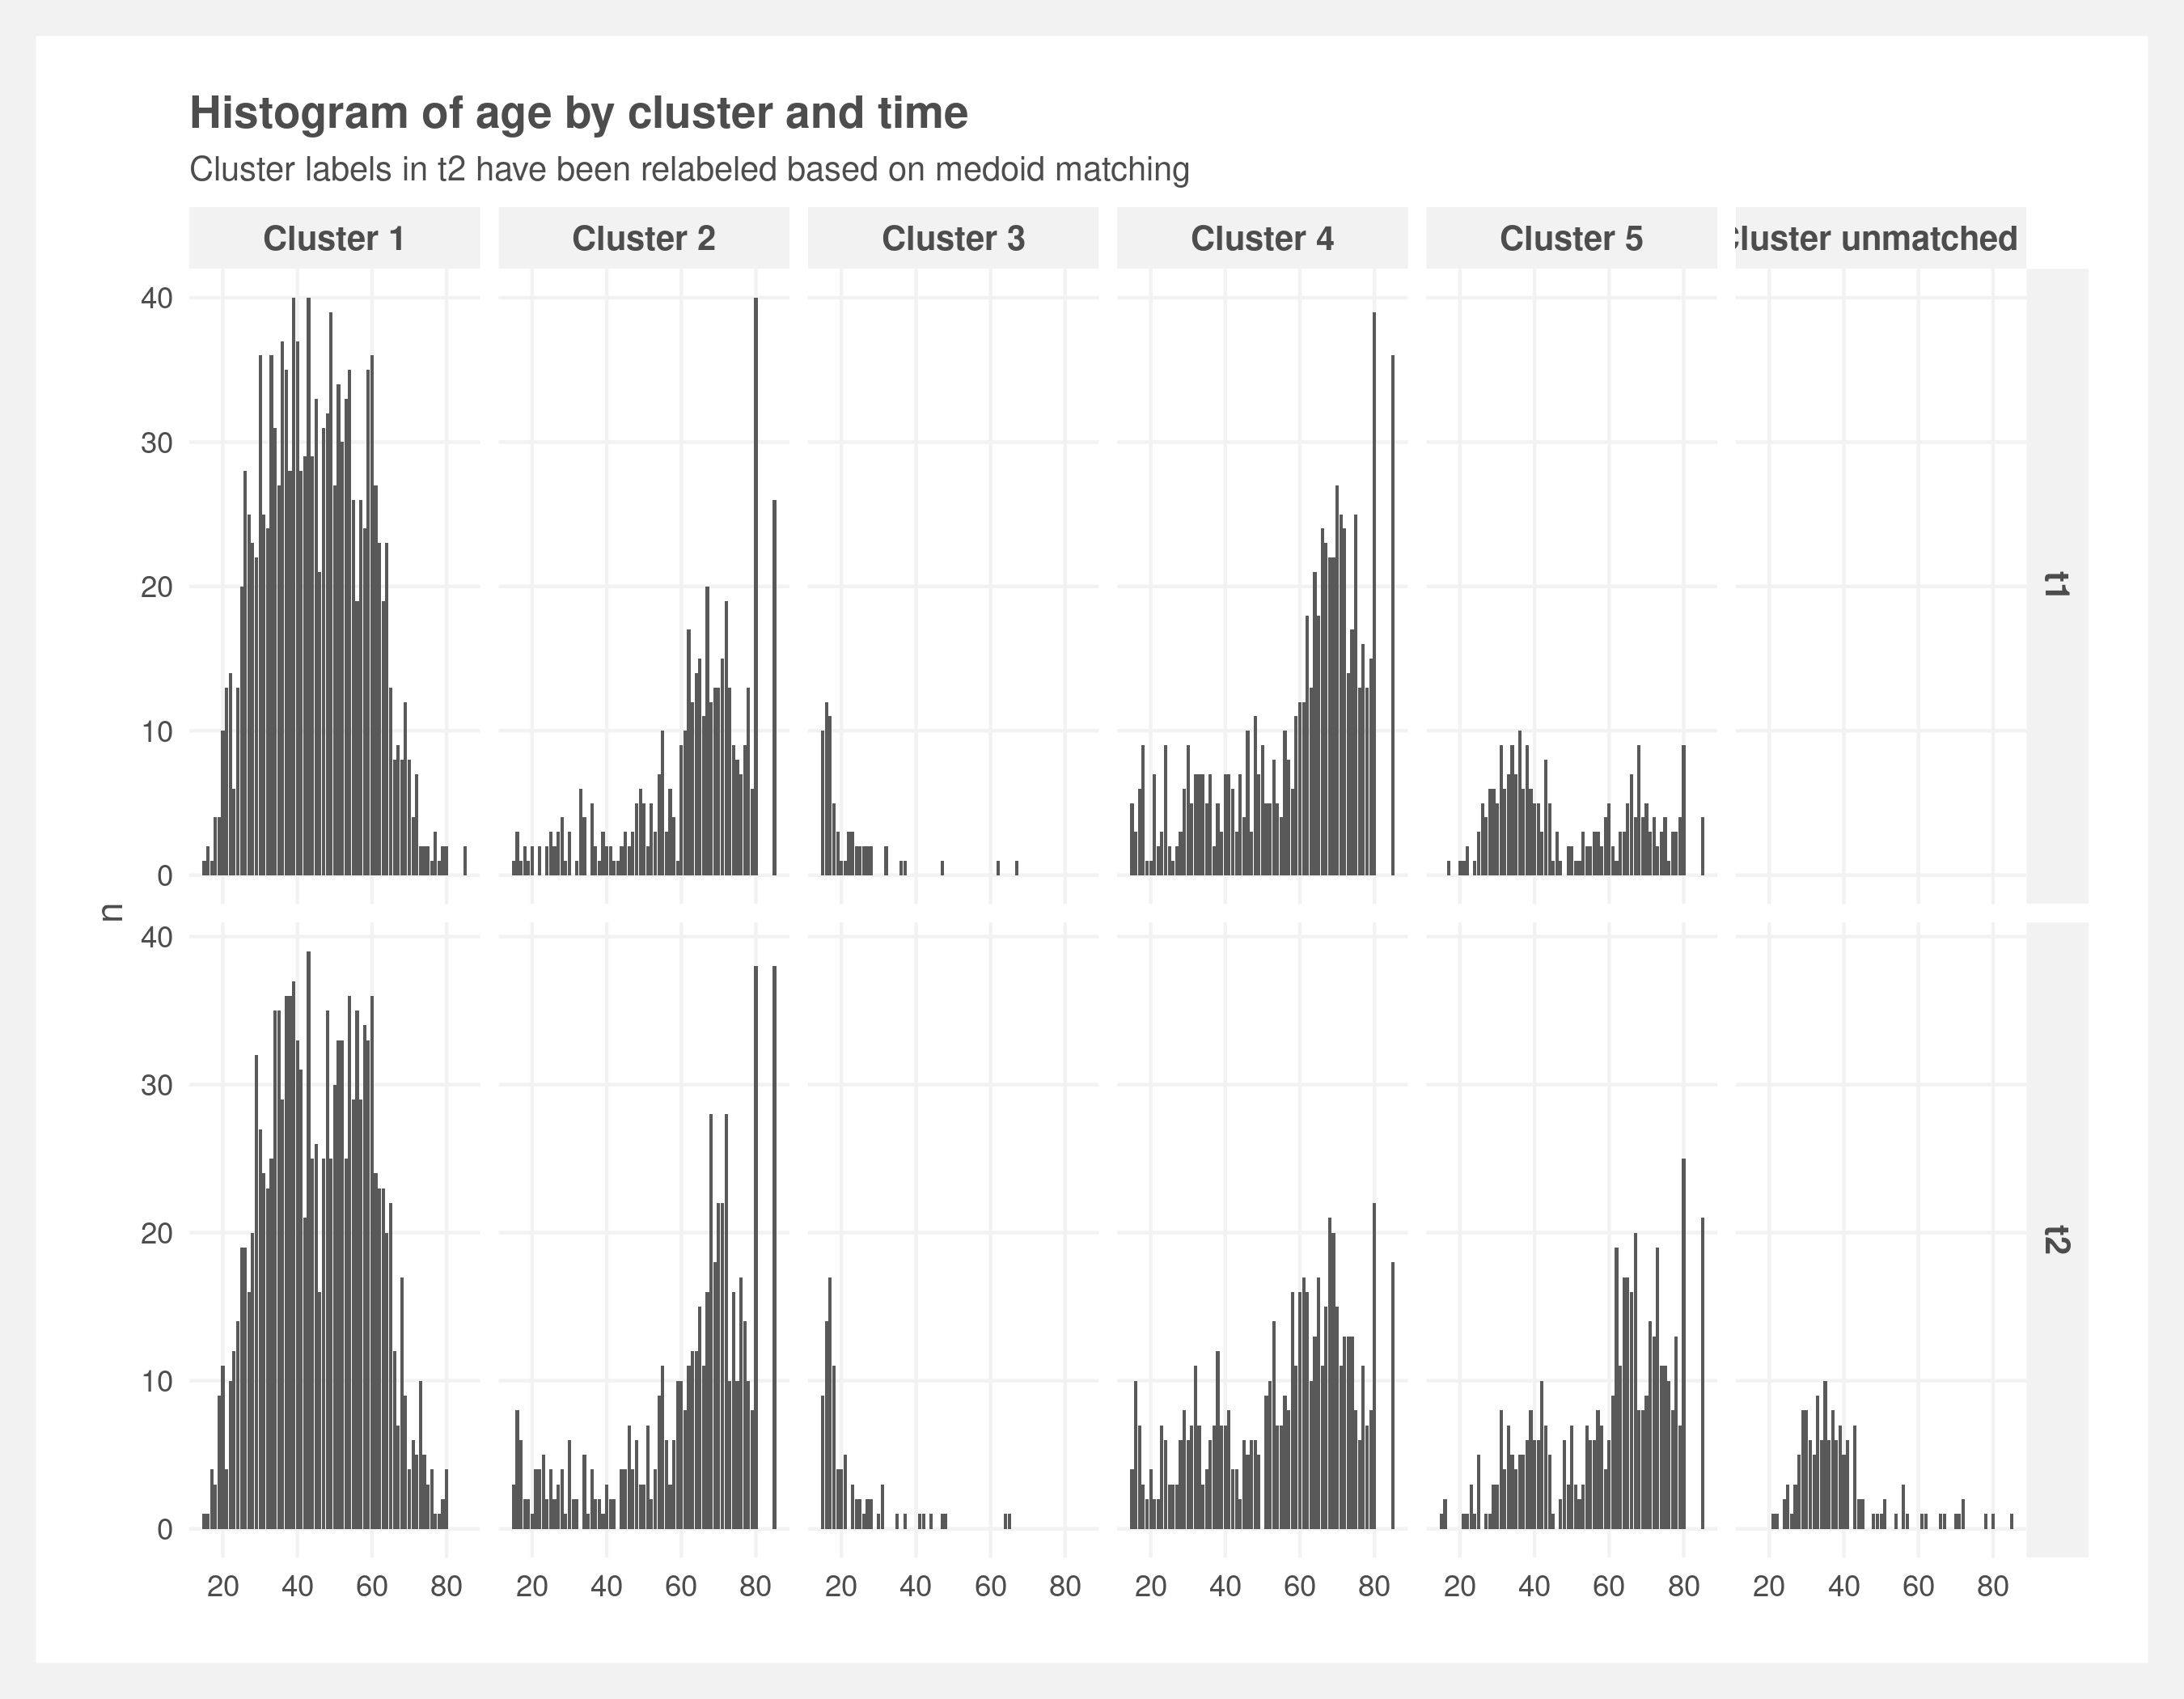 Histogram of age by cluster and time
Cluster labels in t2 have been relabeled based on medoid matching
Cluster 1 Cluster 2 Cluster 3 Cluster 4 Cluster 5 luster unmatched
40
30
20
10
0
t1
n
40
30
20
10
0
t2
20 40 60 80 20 40 60 80 20 40 60 80 20 40 60 80 20 40 60 80 20 40 60 80